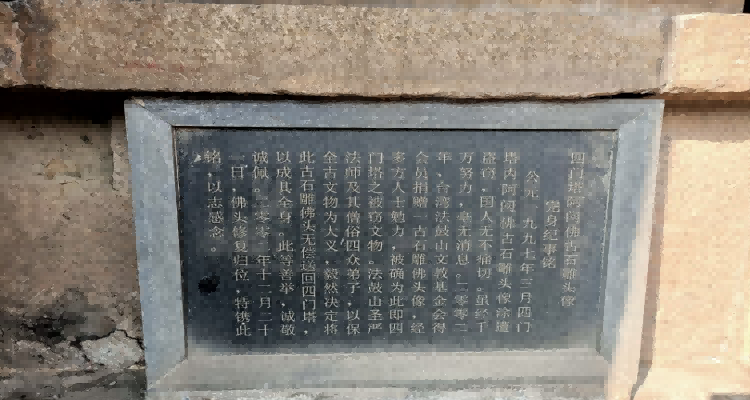 四门塔阿閦佛古石雕头像
完身纪事铭
公元一九九七年三月四门
塔内阿閦佛古石雕头像惨遭
盗窃，国人无不痛切。虽经千
万努力，毫无消息。二零零二
年，台湾法鼓山文教基金会得
会员捐赠一古石雕佛头像，经
多方人士勉力，被确为此即四
门塔之被窃文物。法鼓山圣严
法师及其僧俗四众弟子，以保
全古文物为大义，毅然决定将
此古石雕佛头无偿送回四门塔，
以成其全身。此等善举，诚敬
诚佩。二零零二年十二月二十
一日，佛头修复归位，特镌此
铭，以志感念。